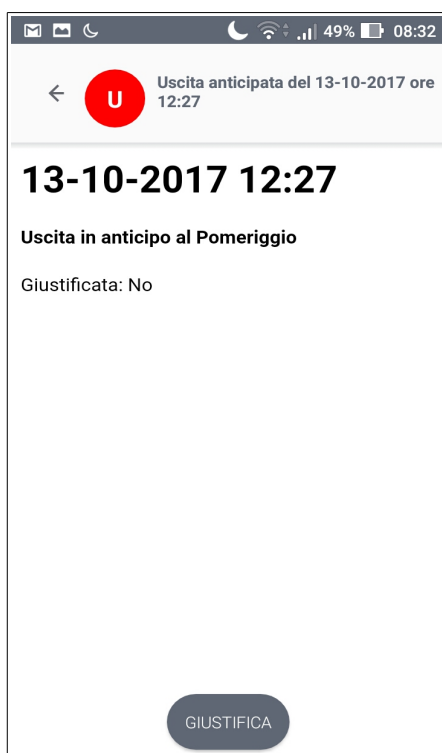 49% 08:32
U
Uscita anticipata del 13-10-2017 ore
12:27
13-10-2017 12:27
Uscita in anticipo al Pomeriggio
Giustificata: No
GIUSTIFICA